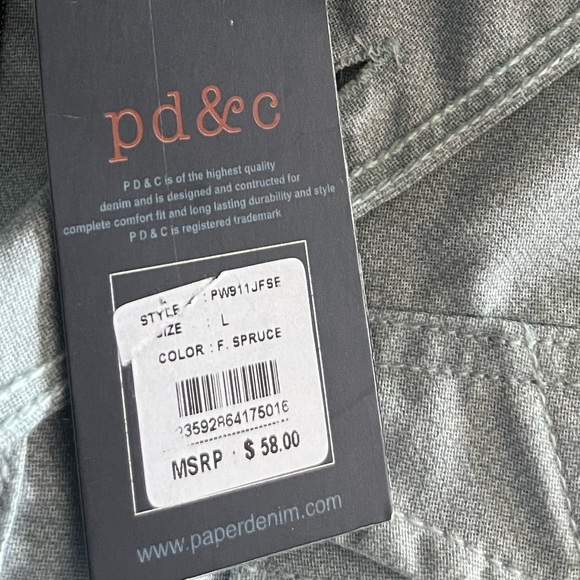 pd&c
P D & C is of the highest quality
denim and is designed and contructed for
complete comfort fit and long lasting durability and style
P D & C is registered trademark
STYLE : PW911JFSE
SIZE : L
COLOR : F. SPRUCE
23592864175016
MSRP $ 58.00
www.paperdenim.com